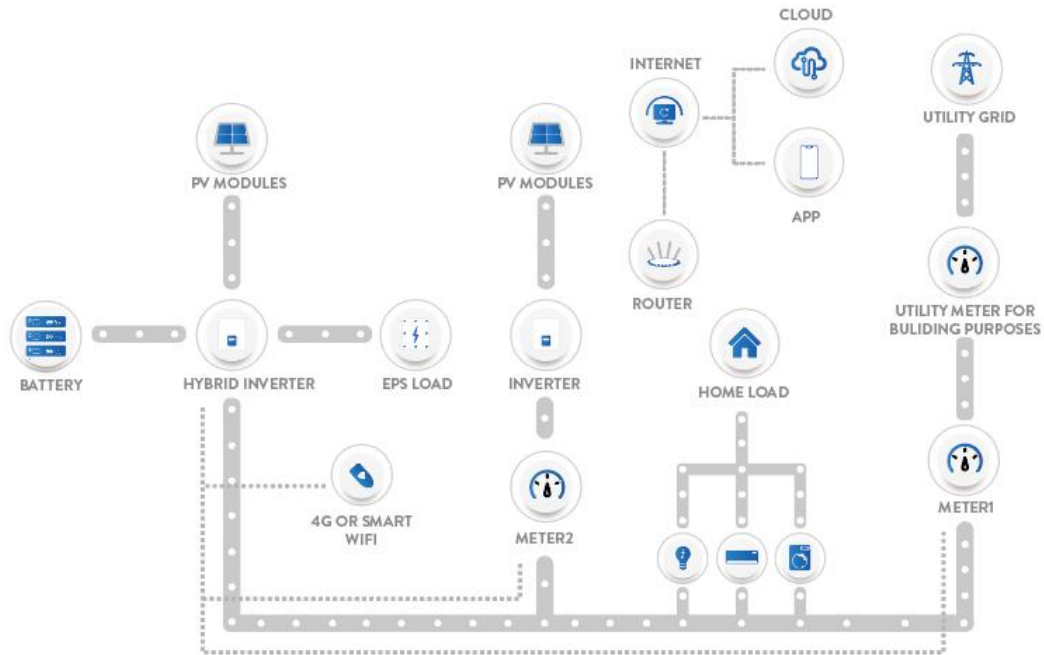 CLOUD
INTERNET
UTILITY GRID
PV MODULES
PV MODULES
APP
ROUTER
UTILITY METER FOR
BULIDING PURPOSES
BATTERY
HYBRID INVERTER
EPS LOAD
INVERTER
HOME LOAD
4G OR SMART
WIFI
METER2
METER1